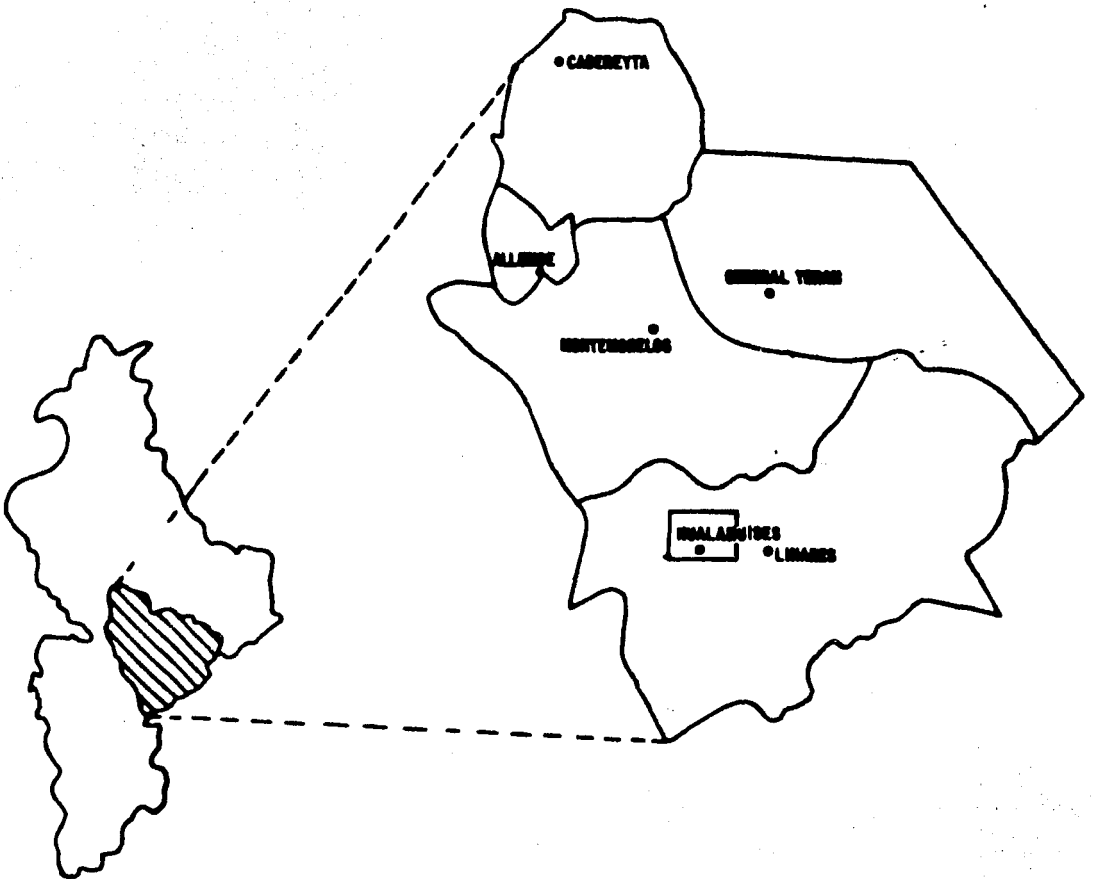 CADEREYTA
ALLENDE
GENERAL TERAN
MONTEMORELOS
HUALAHUISES
LINARES